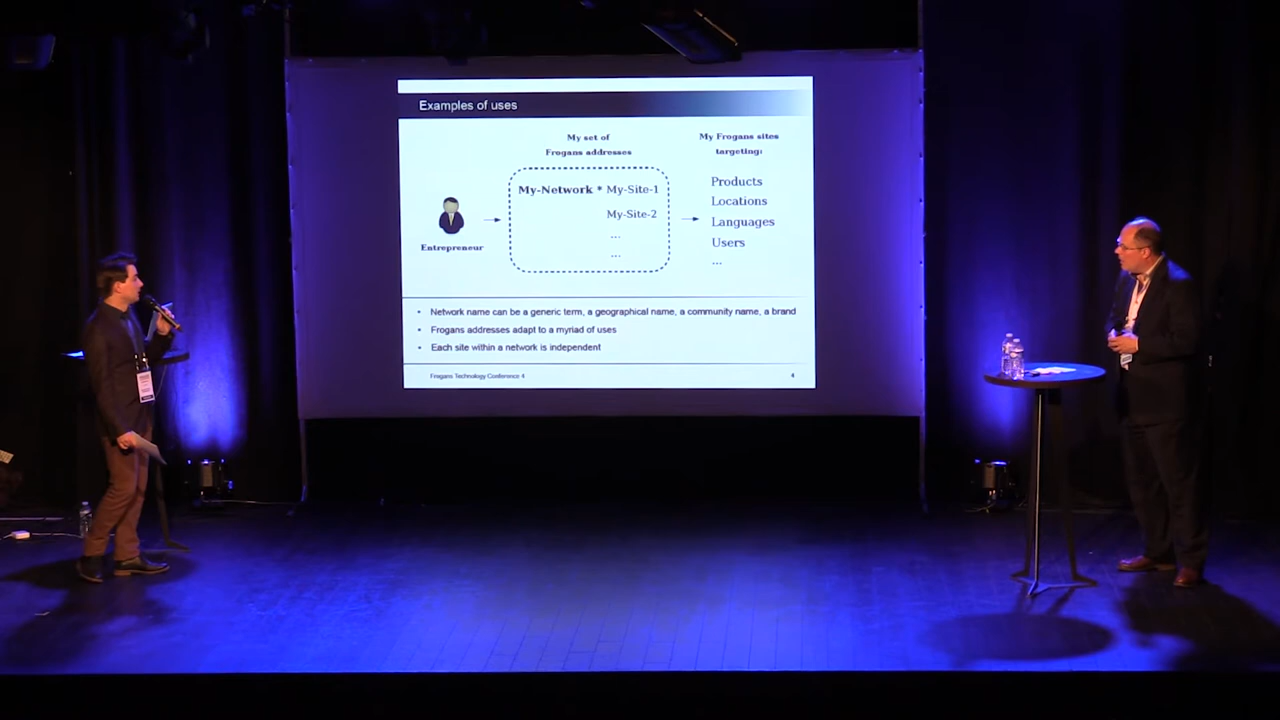 Examples of uses
My set of
Frogans addresses
My Frogans sites
targeting:
Entrepreneur
My-Network * My-Site-1
My-Site-2
...
...
Products
Locations
Languages
Users
...
• Network name can be a generic term, a geographical name, a community name, a brand
• Frogans addresses adapt to a myriad of uses
• Each site within a network is independent
Frogans Technology Conference 4
4